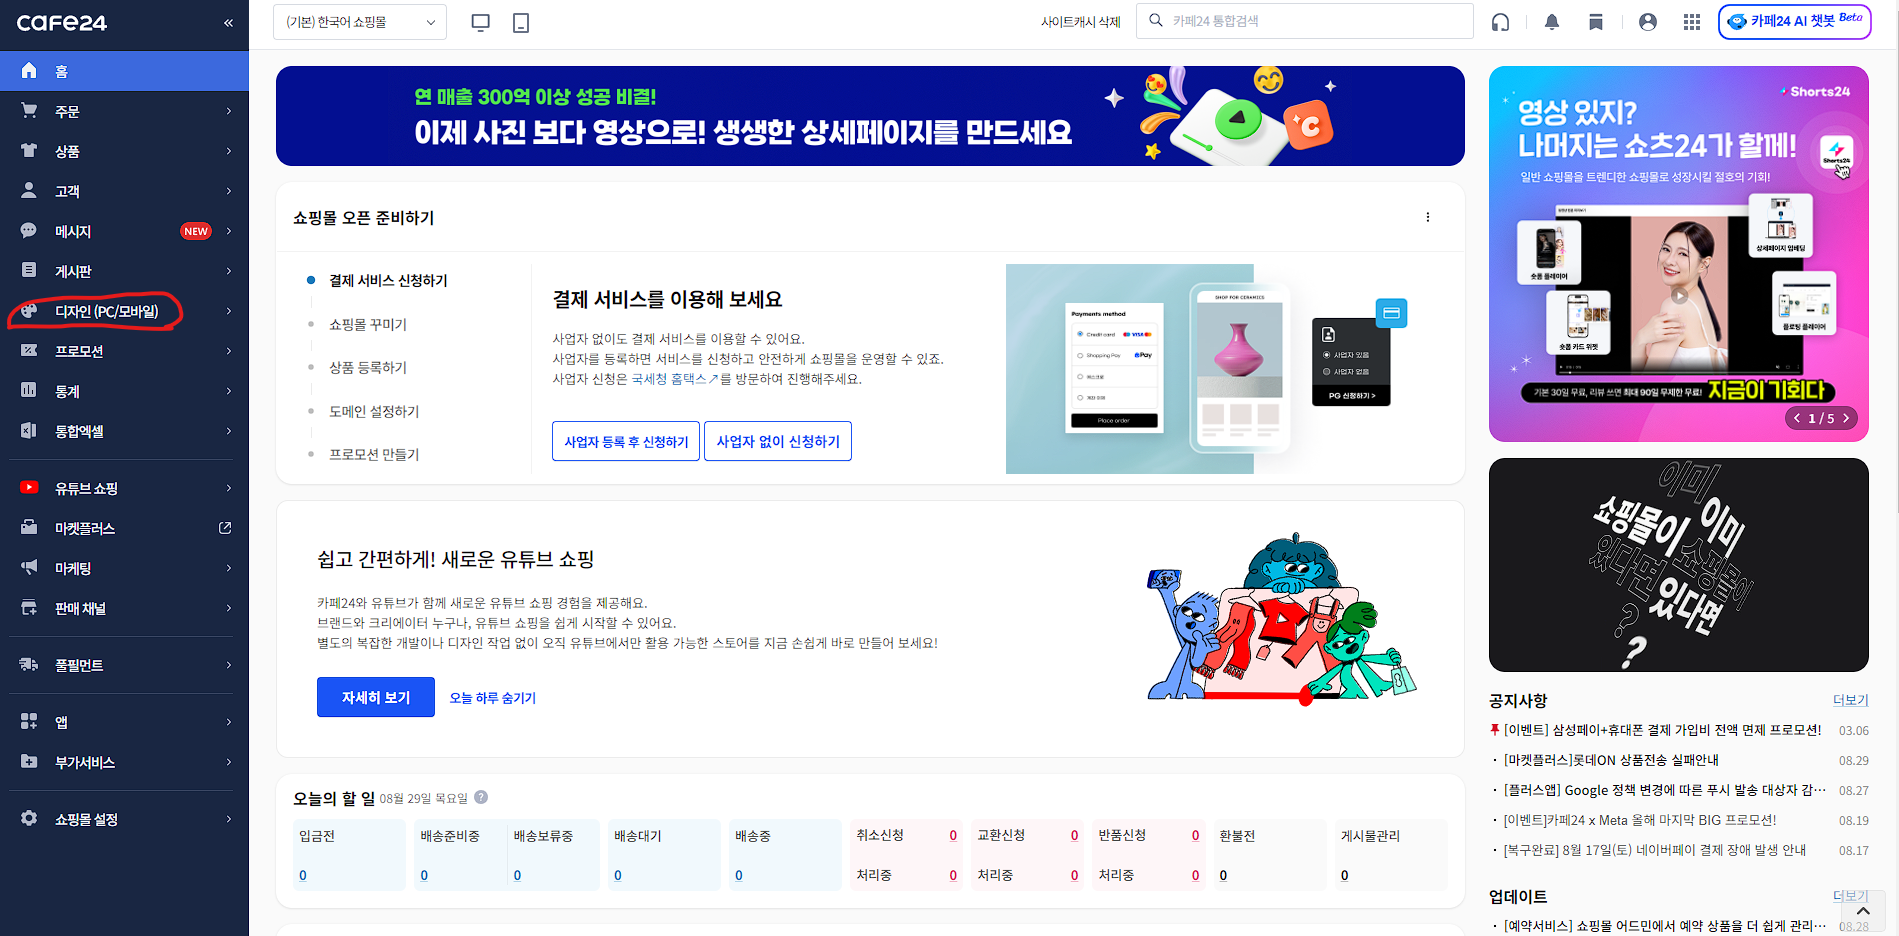 cafe24 «
홈
주문
상품
고객
메시지 NEW
게시판
디자인 (PC/모바일)
프로모션
통계
통합엑셀
유튜브 쇼핑
마켓플러스
마케팅
판매 채널
풀필먼트
앱
부가서비스
쇼핑몰 설정
(기본) 한국어 쇼핑몰
사이트캐시 삭제
카페24 통합검색
카페24 AI 챗봇 Beta
연 매출 300억 이상 성공 비결!
이제 사진 보다 영상으로! 생생한 상세페이지를 만드세요
쇼핑몰 오픈 준비하기
결제 서비스 신청하기
쇼핑몰 꾸미기
상품 등록하기
도메인 설정하기
프로모션 만들기
결제 서비스를 이용해 보세요
사업자 없이도 결제 서비스를 이용할 수 있어요.
사업자를 등록하면 서비스를 신청하고 안전하게 쇼핑몰을 운영할 수 있죠.
사업자 신청은 국세청 홈택스↗를 방문하여 진행해주세요.
사업자 등록 후 신청하기
사업자 없이 신청하기
Payments method
Credit card VISA
Shopping Pay Pay
Place order
SHOP FOR CERAMICS
사업자 있음
사업자 없음
PG 신청하기 >
쉽고 간편하게! 새로운 유튜브 쇼핑
카페24와 유튜브가 함께 새로운 유튜브 쇼핑 경험을 제공해요.
브랜드와 크리에이터 누구나, 유튜브 쇼핑을 쉽게 시작할 수 있어요.
별도의 복잡한 개발이나 디자인 작업 없이 오직 유튜브에서만 활용 가능한 스토어를 지금 손쉽게 바로 만들어 보세요!
자세히 보기
오늘 하루 숨기기
오늘의 할 일 08월 29일 목요일 ?
입금전
0
배송준비중
0
배송보류중
0
배송대기
0
배송중
0
취소신청 0
처리중 0
교환신청 0
처리중 0
반품신청 0
처리중 0
환불전
0
게시물관리
0
Shorts24
영상 있지?
나머지는 쇼츠24가 할께!
Shorts24
일반 쇼핑몰을 트렌디한 쇼핑몰로 성장시킬 절호의 기회!
상세페이지 임베딩
숏폼 플레이어
플로팅 플레이어
숏폼 카드 위젯
기본 30일 무료, 리뷰 쓰면 최대 90일 무제한 무료! 지금이 기회다
1 / 5
이미
쇼핑몰이 이미
있다면 쇼핑몰이
? 있다면
?
공지사항 더보기
[이벤트] 삼성페이+휴대폰 결제 가입비 전액 면제 프로모션! 03.06
· [마켓플러스]롯데ON 상품전송 실패안내 08.29
· [플러스앱] Google 정책 변경에 따른 푸시 발송 대상자 감··· 08.27
· [이벤트]카페24 x Meta 올해 마지막 BIG 프로모션! 08.19
· [복구완료] 8월 17일(토) 네이버페이 결제 장애 발생 안내 08.17
업데이트 더보기
· [예약서비스] 쇼핑몰 어드민에서 예약 상품을 더 쉽게 관리··· 08.28